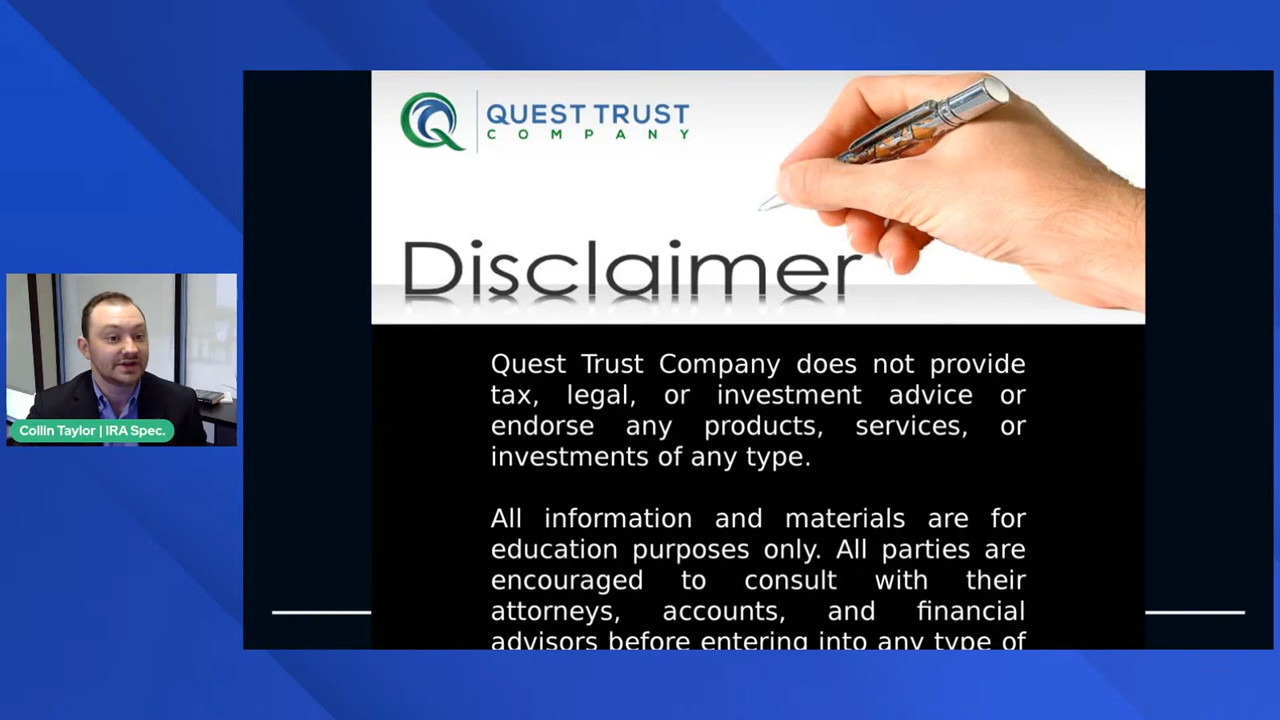 QUEST TRUST
COMPANY
Disclaimer
Quest Trust Company does not provide
tax, legal, or investment advice or
endorse any products, services, or
investments of any type.
All information and materials are for
education purposes only. All parties are
encouraged to consult with their
attorneys, accounts, and financial
advisors before entering into any type of
Collin Taylor | IRA Spec.